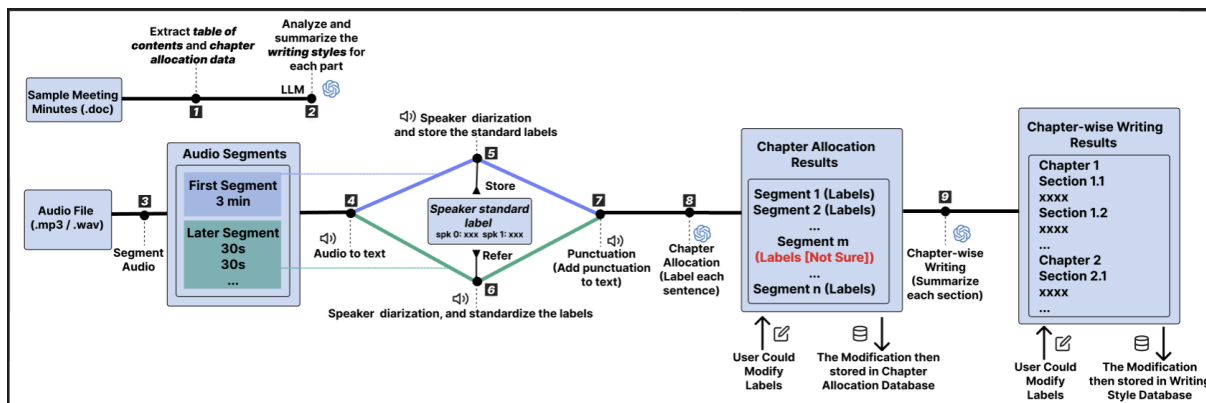 Extract table of
contents and chapter
allocation data
Analyze and
summarize the
writing styles for
each part
LLM
Sample Meeting
Minutes (.doc)
1
2
Speaker diarization
and store the standard labels
5
Audio Segments
First Segment
3 min
Later Segment
30s
30s
...
Audio File
(.mp3 / .wav)
3
Segment
Audio
4
Audio to text
Store
Speaker standard
label
spk 0: xxx spk 1: xxx
Refer
6
Speaker diarization, and standardize the labels
7
Punctuation
(Add punctuation
to text)
8
Chapter
Allocation
(Label each
sentence)
Chapter Allocation
Results
Segment 1 (Labels)
Segment 2 (Labels)
...
Segment m
(Labels [Not Sure])
...
Segment n (Labels)
User Could
Modify
Labels
The Modification then
stored in Chapter
Allocation Database
9
Chapter-wise
Writing
(Summarize
each section)
Chapter-wise Writing
Results
Chapter 1
Section 1.1
xxxx
Section 1.2
xxxx
...
Chapter 2
Section 2.1
xxxx
...
User Could
Modify
Labels
The Modification
then stored in Writing
Style Database